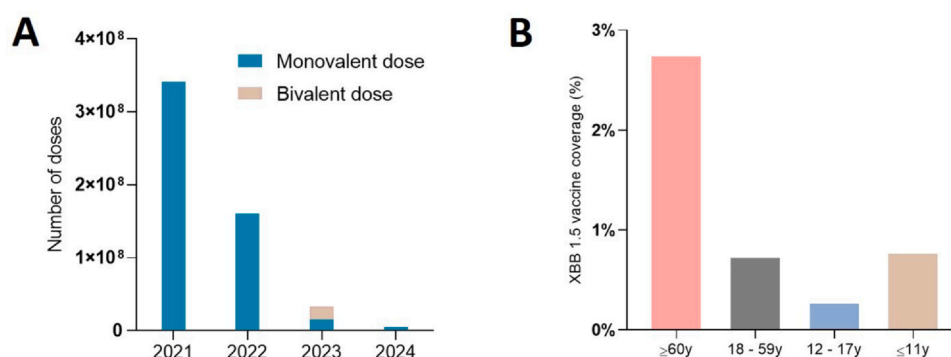 A
Number of doses
4×10⁸
3×10⁸
2×10⁸
1×10⁸
0
Monovalent dose
Bivalent dose
2021 2022 2023 2024
B
XBB 1.5 vaccine coverage (%)
3%
2%
1%
0%
≥60y 18 - 59y 12 - 17y ≤11y